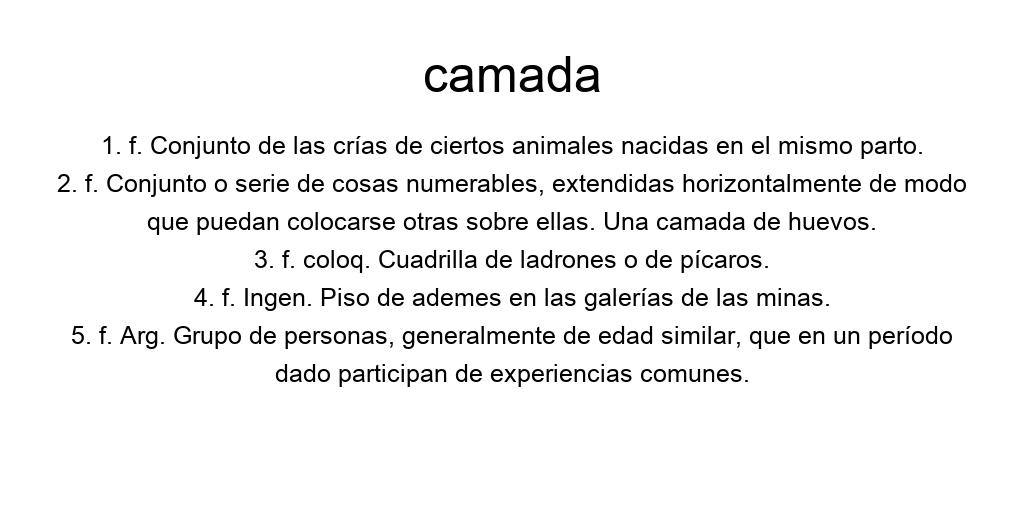 camada
1. f. Conjunto de las crías de ciertos animales nacidas en el mismo parto.
2. f. Conjunto o serie de cosas numerables, extendidas horizontalmente de modo
que puedan colocarse otras sobre ellas. Una camada de huevos.
3. f. coloq. Cuadrilla de ladrones o de pícaros.
4. f. Ingen. Piso de ademes en las galerías de las minas.
5. f. Arg. Grupo de personas, generalmente de edad similar, que en un período
dado participan de experiencias comunes.